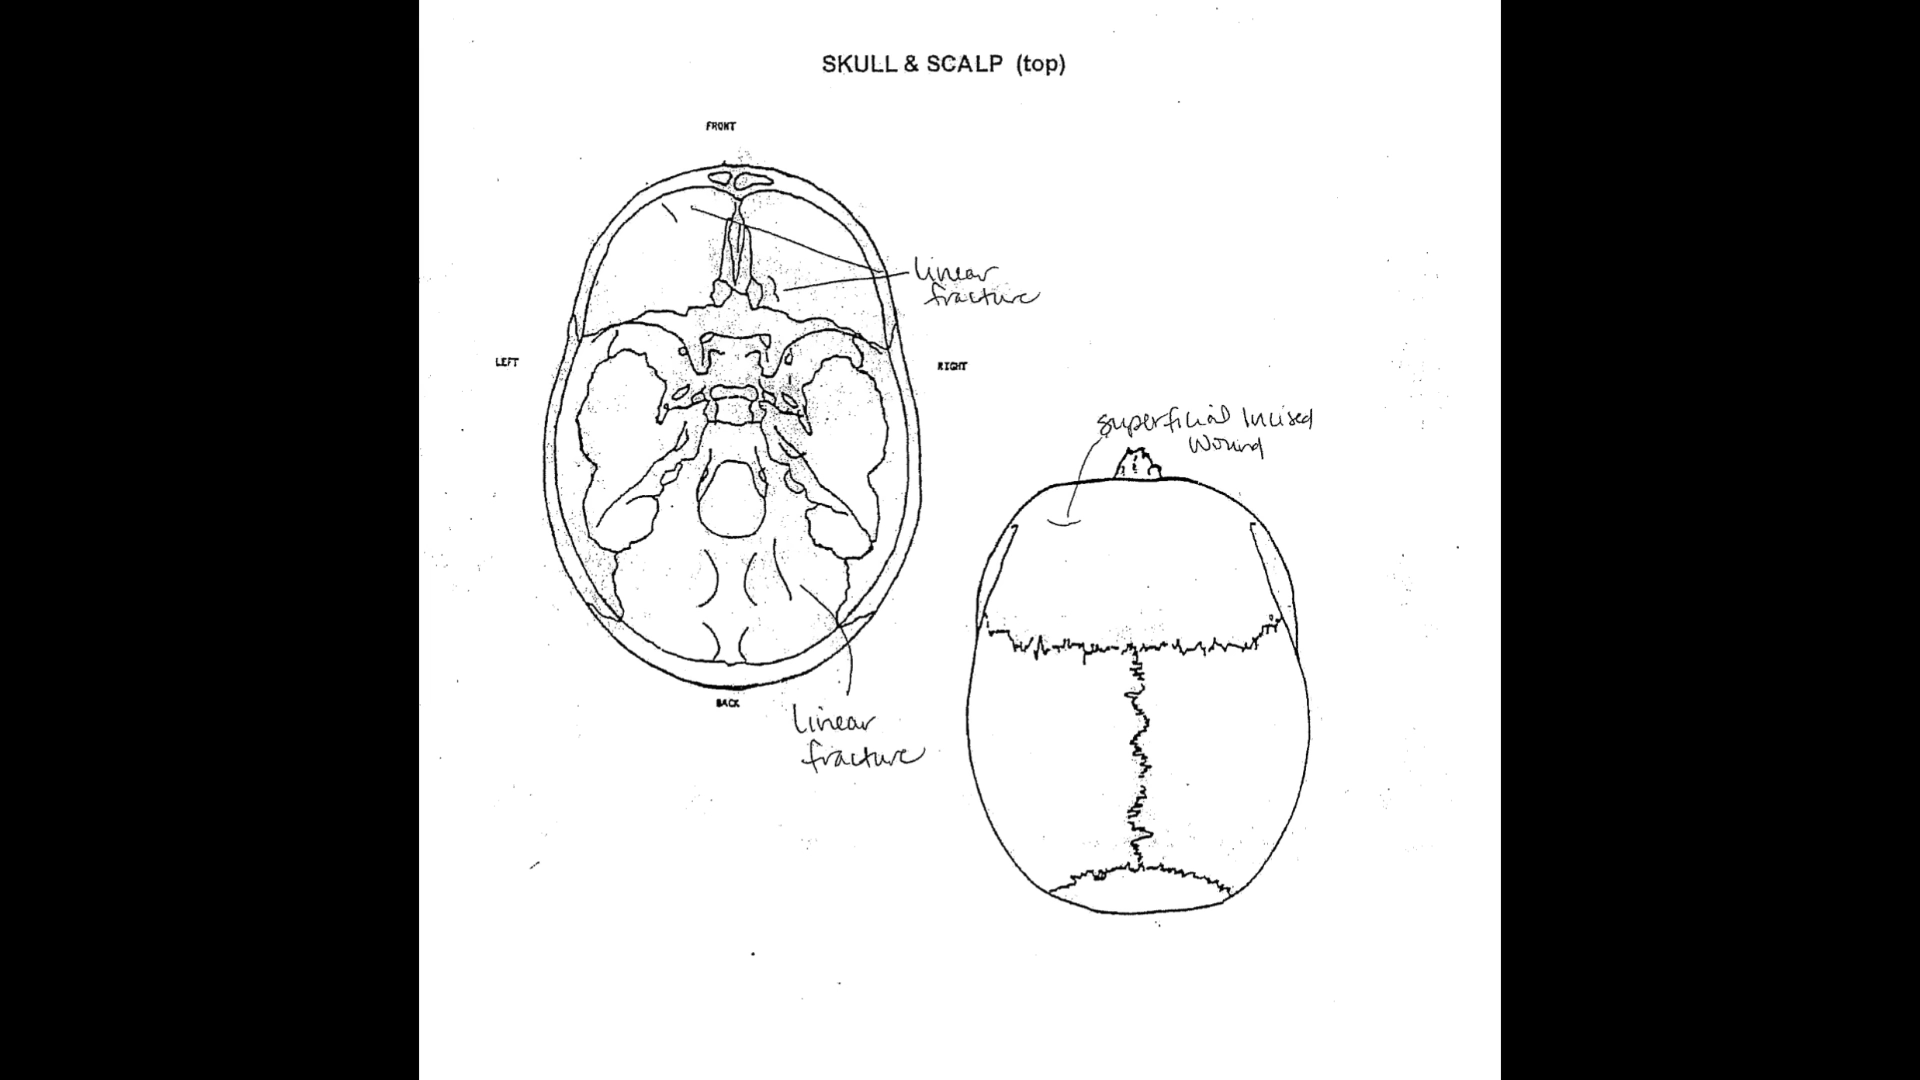 SKULL & SCALP (top)
FRONT
linear
fracture
LEFT
RIGHT
superficial Incised
Wound
BACK
linear
fracture